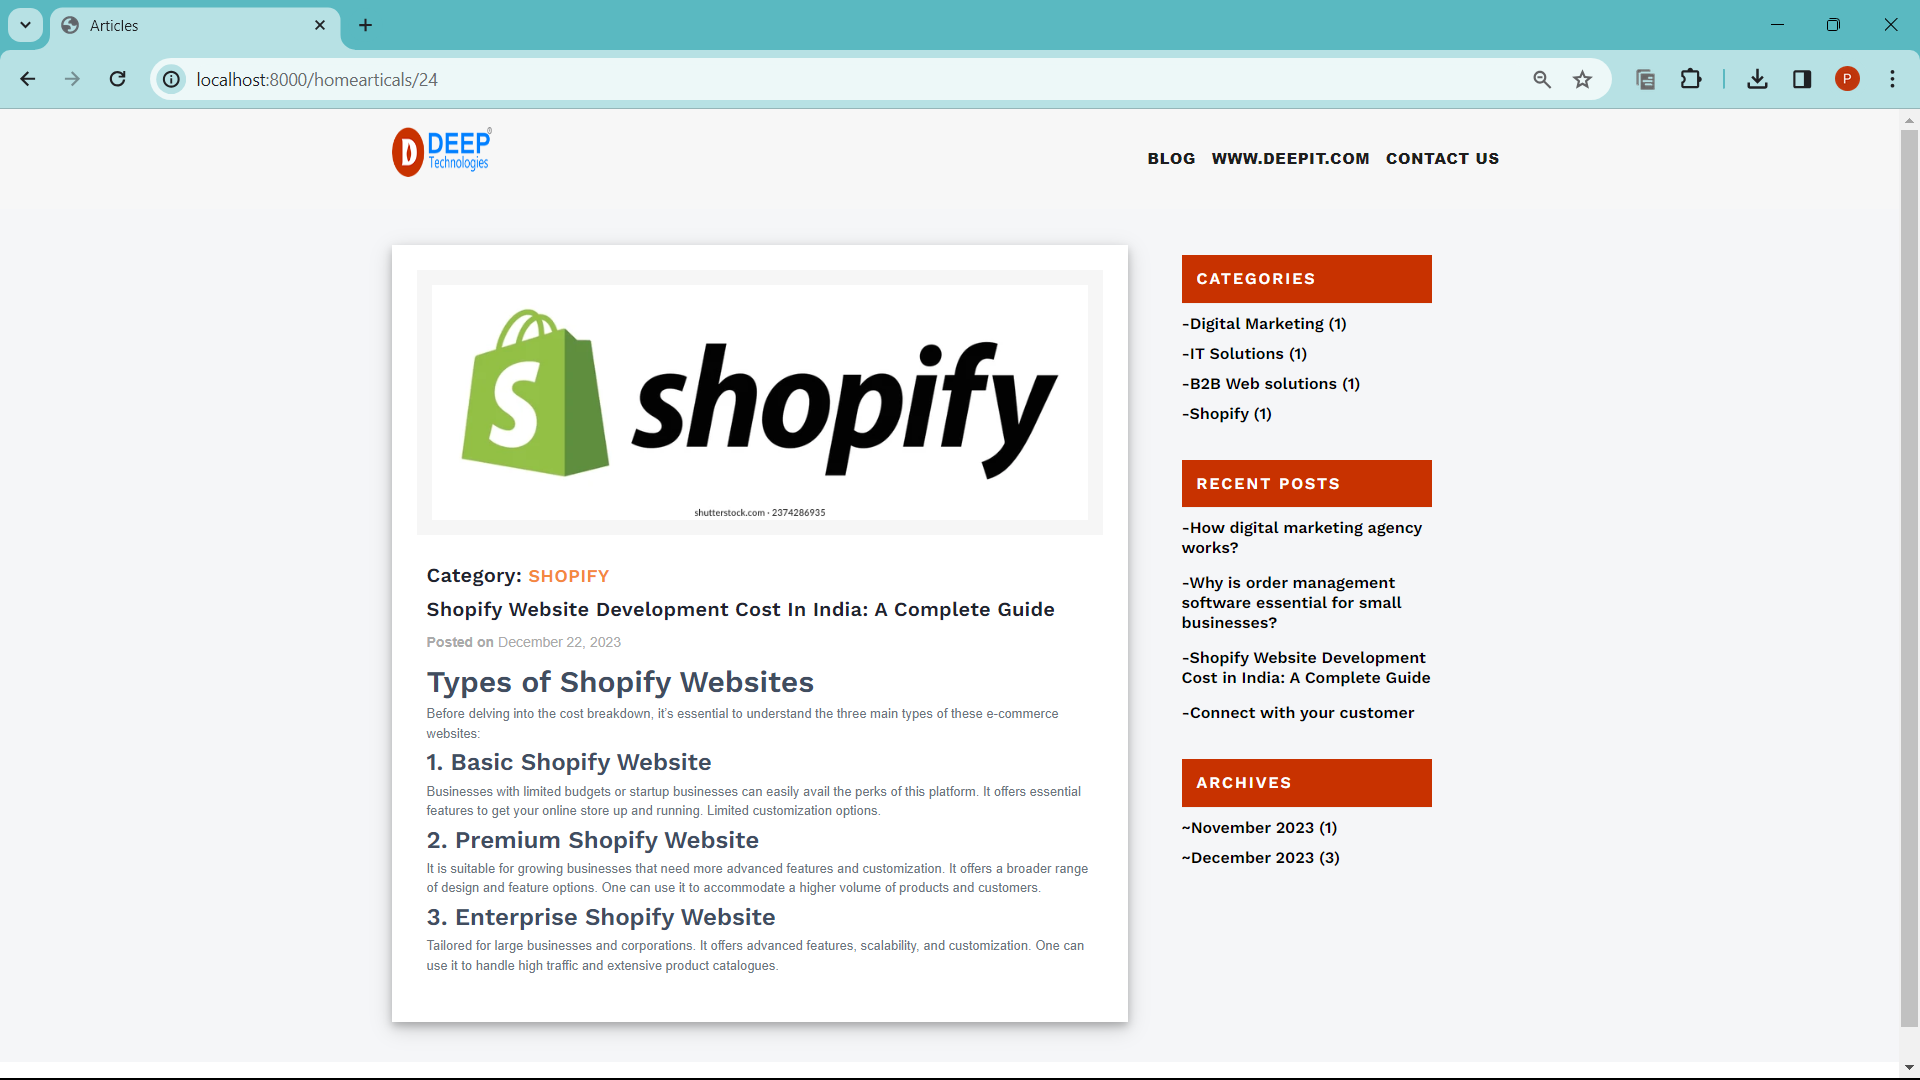 Articles
localhost:8000/homearticals/24
P
D DEEP®
Technologies
BLOG WWW.DEEPIT.COM CONTACT US
S shopify
shutterstock.com · 2374286935
Category: SHOPIFY
Shopify Website Development Cost In India: A Complete Guide
Posted on December 22, 2023
Types of Shopify Websites
Before delving into the cost breakdown, it's essential to understand the three main types of these e-commerce
websites:
1. Basic Shopify Website
Businesses with limited budgets or startup businesses can easily avail the perks of this platform. It offers essential
features to get your online store up and running. Limited customization options.
2. Premium Shopify Website
It is suitable for growing businesses that need more advanced features and customization. It offers a broader range
of design and feature options. One can use it to accommodate a higher volume of products and customers.
3. Enterprise Shopify Website
Tailored for large businesses and corporations. It offers advanced features, scalability, and customization. One can
use it to handle high traffic and extensive product catalogues.
CATEGORIES
-Digital Marketing (1)
-IT Solutions (1)
-B2B Web solutions (1)
-Shopify (1)
RECENT POSTS
-How digital marketing agency
works?
-Why is order management
software essential for small
businesses?
-Shopify Website Development
Cost in India: A Complete Guide
-Connect with your customer
ARCHIVES
~November 2023 (1)
~December 2023 (3)